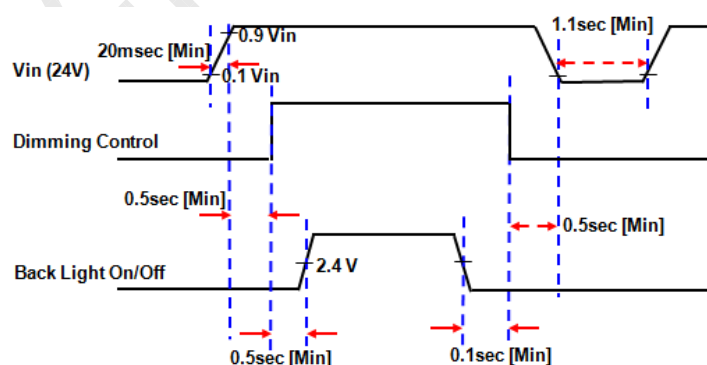 1.1sec [Min]
20msec [Min]
0.9 Vin
Vin (24V)
0.1 Vin
Dimming Control
0.5sec [Min]
0.5sec [Min]
2.4 V
Back Light On/Off
0.5sec [Min]
0.1sec [Min]